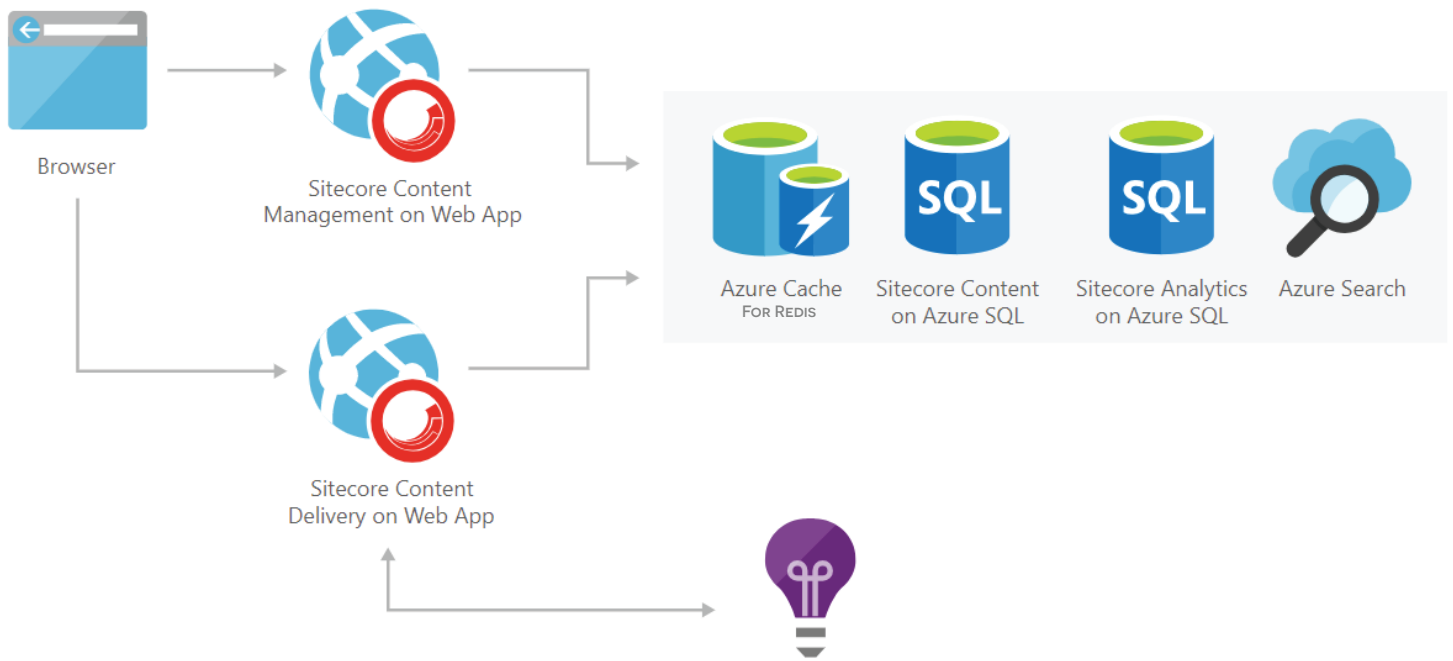 Browser
Sitecore Content
Management on Web App
SQL
SQL
Azure Cache
FOR REDIS
Sitecore Content
on Azure SQL
Sitecore Analytics
on Azure SQL
Azure Search
Sitecore Content
Delivery on Web App